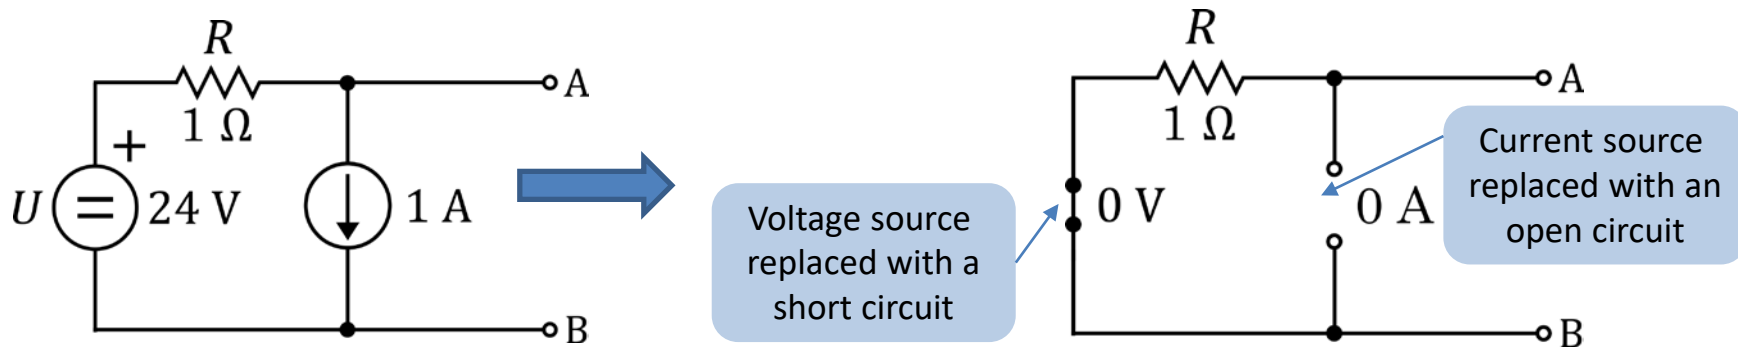 R
1 Ω
A
+
U = 24 V
1 A
B
Voltage source
replaced with a
short circuit
R
1 Ω
A
0 V
0 A
Current source
replaced with an
open circuit
B